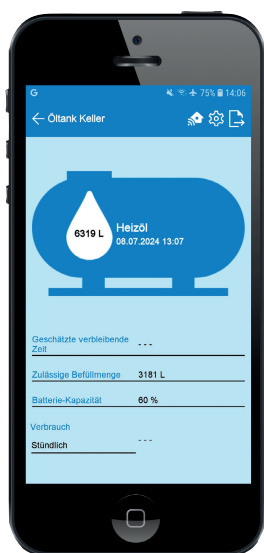 G 75% 14:06
Öltank Keller
6319 L
Heizöl
08.07.2024 13:07
Geschätzte verbleibende
Zeit
- - -
Zulässige Befüllmenge 3181 L
Batterie-Kapazität 60 %
Verbrauch
Stündlich
- - -